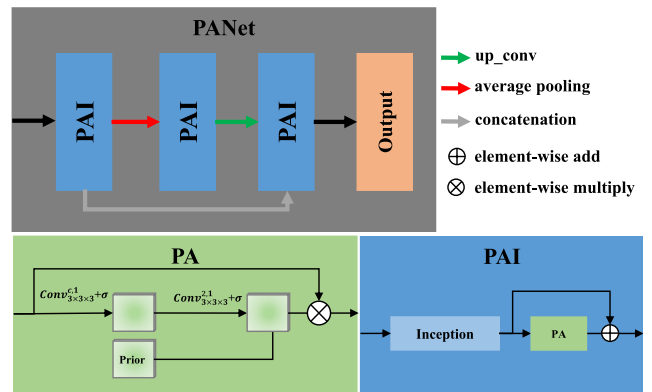 PANet
PAI
PAI
PAI
Output
up_conv
average pooling
concatenation
element-wise add
element-wise multiply
PA
Conv^{c,1}_{3×3×3}+σ
Conv^{2,1}_{3×3×3}+σ
Prior
PAI
Inception
PA